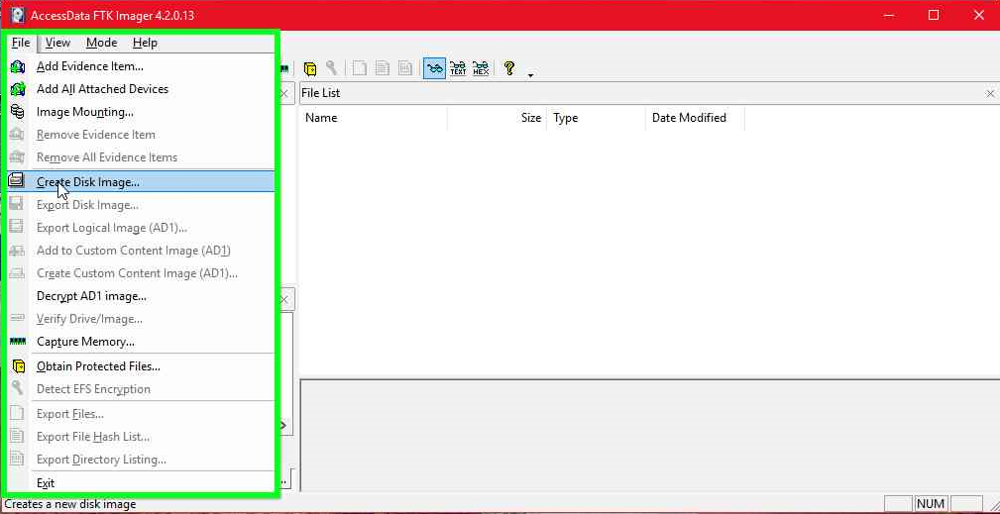 AccessData FTK Imager 4.2.0.13
File View Mode Help
Add Evidence Item...
Add All Attached Devices
Image Mounting...
Remove Evidence Item
Remove All Evidence Items
Create Disk Image...
Export Disk Image...
Export Logical Image (AD1)...
Add to Custom Content Image (AD1)
Create Custom Content Image (AD1)...
Decrypt AD1 image...
Verify Drive/Image...
Capture Memory...
Obtain Protected Files...
Detect EFS Encryption
Export Files...
Export File Hash List...
Export Directory Listing...
Exit
TEXT HEX
File List
Name Size Type Date Modified
Creates a new disk image
NUM